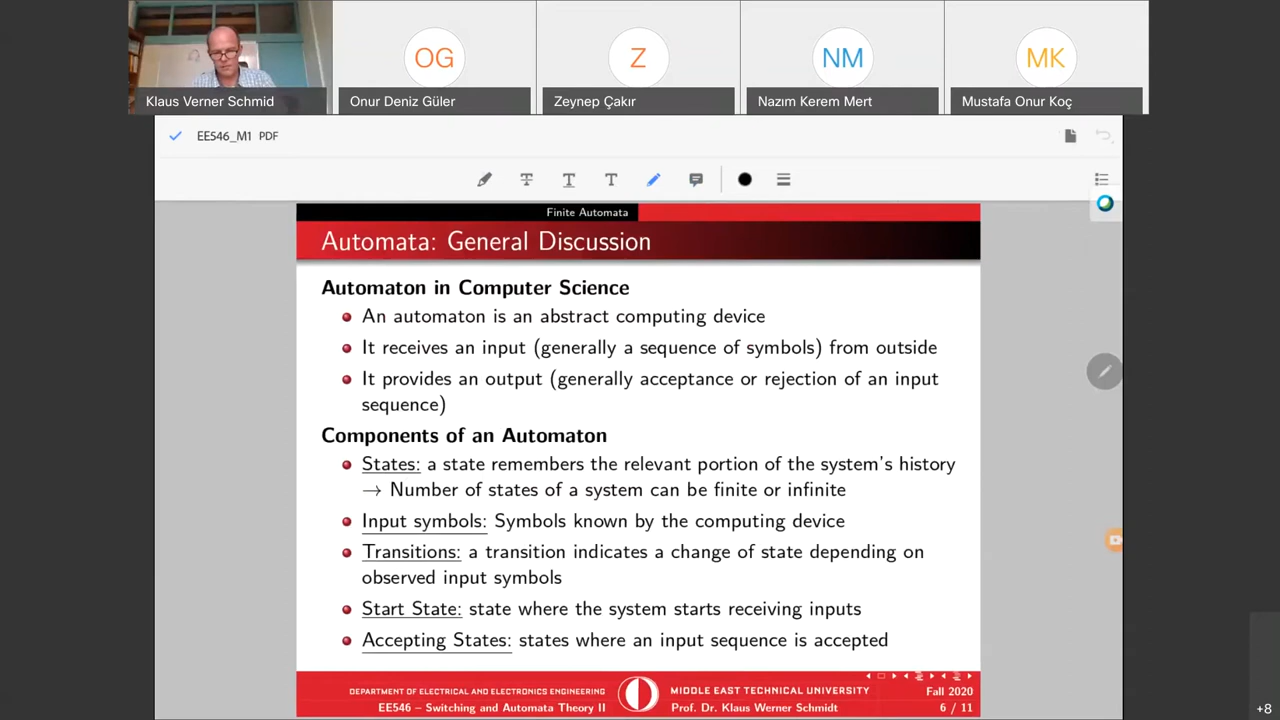 OG
Z
NM
MK
Klaus Verner Schmid
Onur Deniz Güler
Zeynep Çakır
Nazım Kerem Mert
Mustafa Onur Koç
EE546_M1 PDF
T T T
Finite Automata
Automata: General Discussion
Automaton in Computer Science
An automaton is an abstract computing device
It receives an input (generally a sequence of symbols) from outside
It provides an output (generally acceptance or rejection of an input
sequence)
Components of an Automaton
States: a state remembers the relevant portion of the system's history
→ Number of states of a system can be finite or infinite
Input symbols: Symbols known by the computing device
Transitions: a transition indicates a change of state depending on
observed input symbols
Start State: state where the system starts receiving inputs
Accepting States: states where an input sequence is accepted
DEPARTMENT OF ELECTRICAL AND ELECTRONICS ENGINEERING
EE546 – Switching and Automata Theory II
MIDDLE EAST TECHNICAL UNIVERSITY
Prof. Dr. Klaus Werner Schmidt
Fall 2020
6 / 11
+8